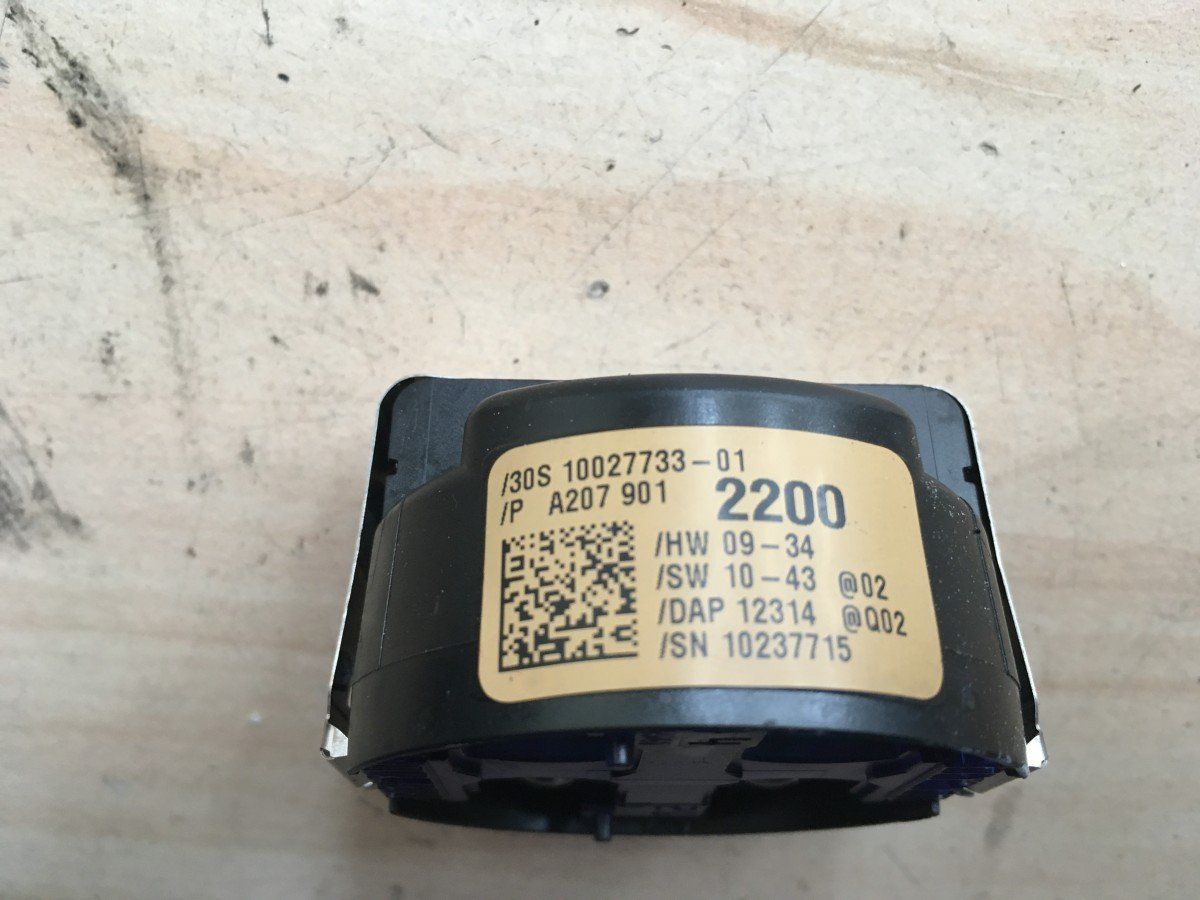 /30S 10027733-01
/P A207 901 2200
/HW 09-34
/SW 10-43 @02
/DAP 12314 @Q02
/SN 10237715